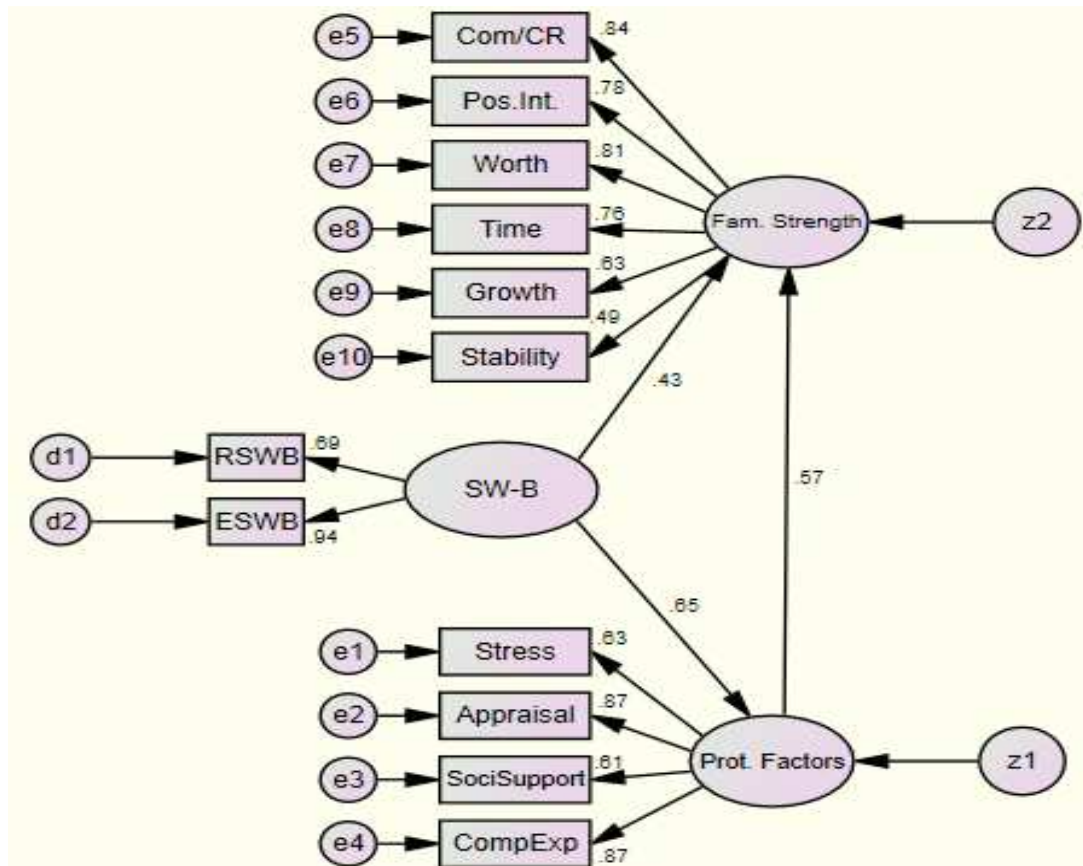 e5
Com/CR
.84
e6
Pos.Int.
.78
e7
Worth
.81
e8
Time
.76
e9
Growth
.63
e10
Stability
.49
Fam. Strength
z2
.43
.57
d1
RSWB
.69
d2
ESWB
.94
SW-B
.65
e1
Stress
.63
e2
Appraisal
.87
e3
SociSupport
.61
e4
CompExp
.87
Prot. Factors
z1